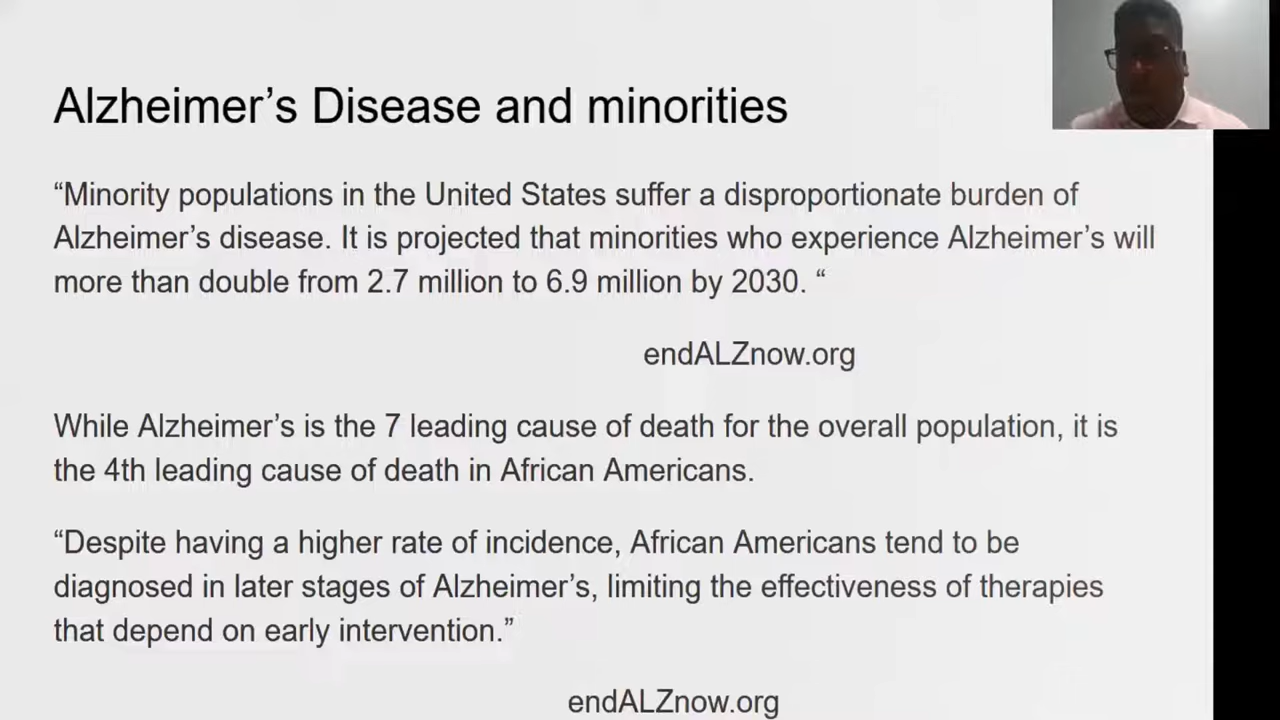 Alzheimer’s Disease and minorities
“Minority populations in the United States suffer a disproportionate burden of
Alzheimer’s disease. It is projected that minorities who experience Alzheimer’s will
more than double from 2.7 million to 6.9 million by 2030. “
endALZnow.org
While Alzheimer’s is the 7 leading cause of death for the overall population, it is
the 4th leading cause of death in African Americans.
“Despite having a higher rate of incidence, African Americans tend to be
diagnosed in later stages of Alzheimer’s, limiting the effectiveness of therapies
that depend on early intervention.”
endALZnow.org